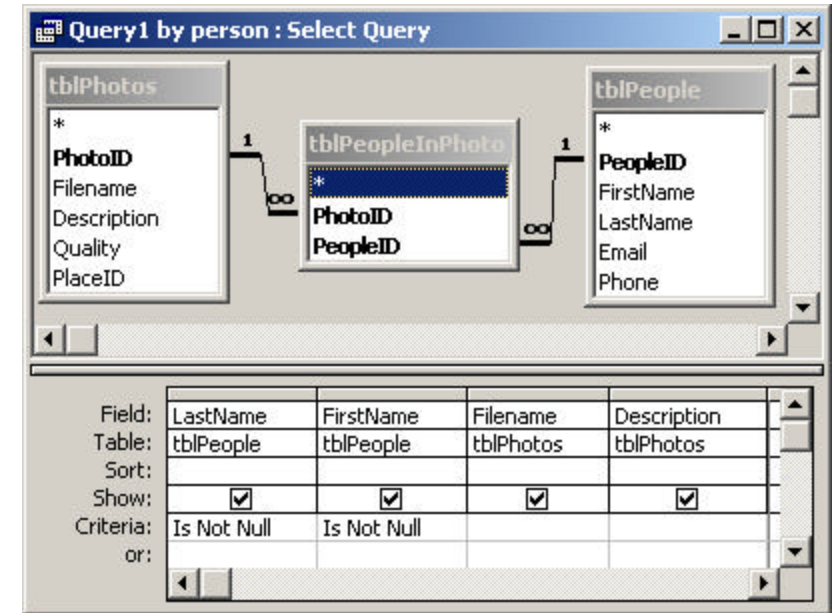 Query1 by person : Select Query
tblPhotos
*
PhotoID
Filename
Description
Quality
PlaceID
1
∞
tblPeopleInPhoto
*
PhotoID
PeopleID
1
∞
tblPeople
*
PeopleID
FirstName
LastName
Email
Phone
Field: LastName FirstName Filename Description
Table: tblPeople tblPeople tblPhotos tblPhotos
Sort:
Show:
Criteria: Is Not Null Is Not Null
or: